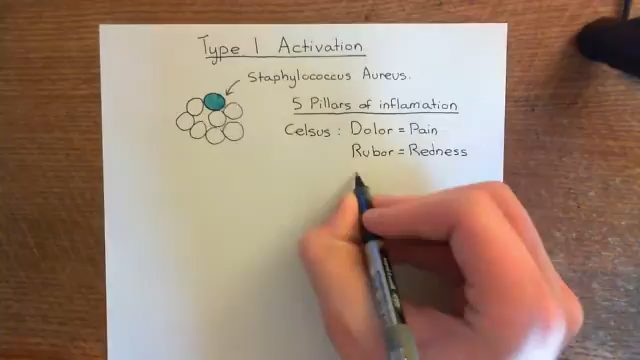 Type 1 Activation
Staphylococcus Aureus.
5 Pillars of inflamation
Celsus : Dolor = Pain
Rubor = Redness